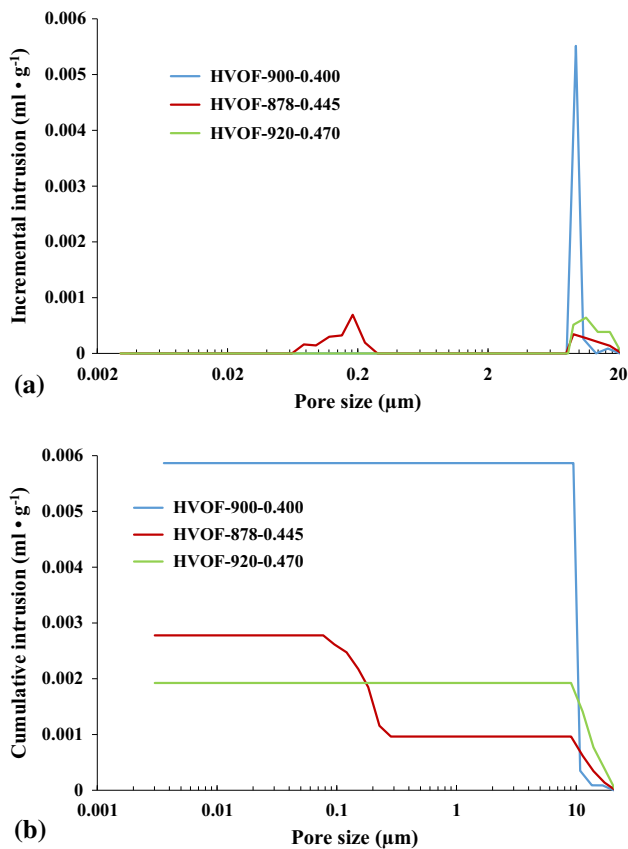 0.006
0.005
0.004
0.003
0.002
0.001
0
Incremental intrusion (ml • g-1)
HVOF-900-0.400
HVOF-878-0.445
HVOF-920-0.470
0.002 0.02 0.2 2 20
Pore size (µm)
(a)
0.006
0.005
0.004
0.003
0.002
0.001
0
Cumulative intrusion (ml • g-1)
HVOF-900-0.400
HVOF-878-0.445
HVOF-920-0.470
0.001 0.01 0.1 1 10
Pore size (µm)
(b)